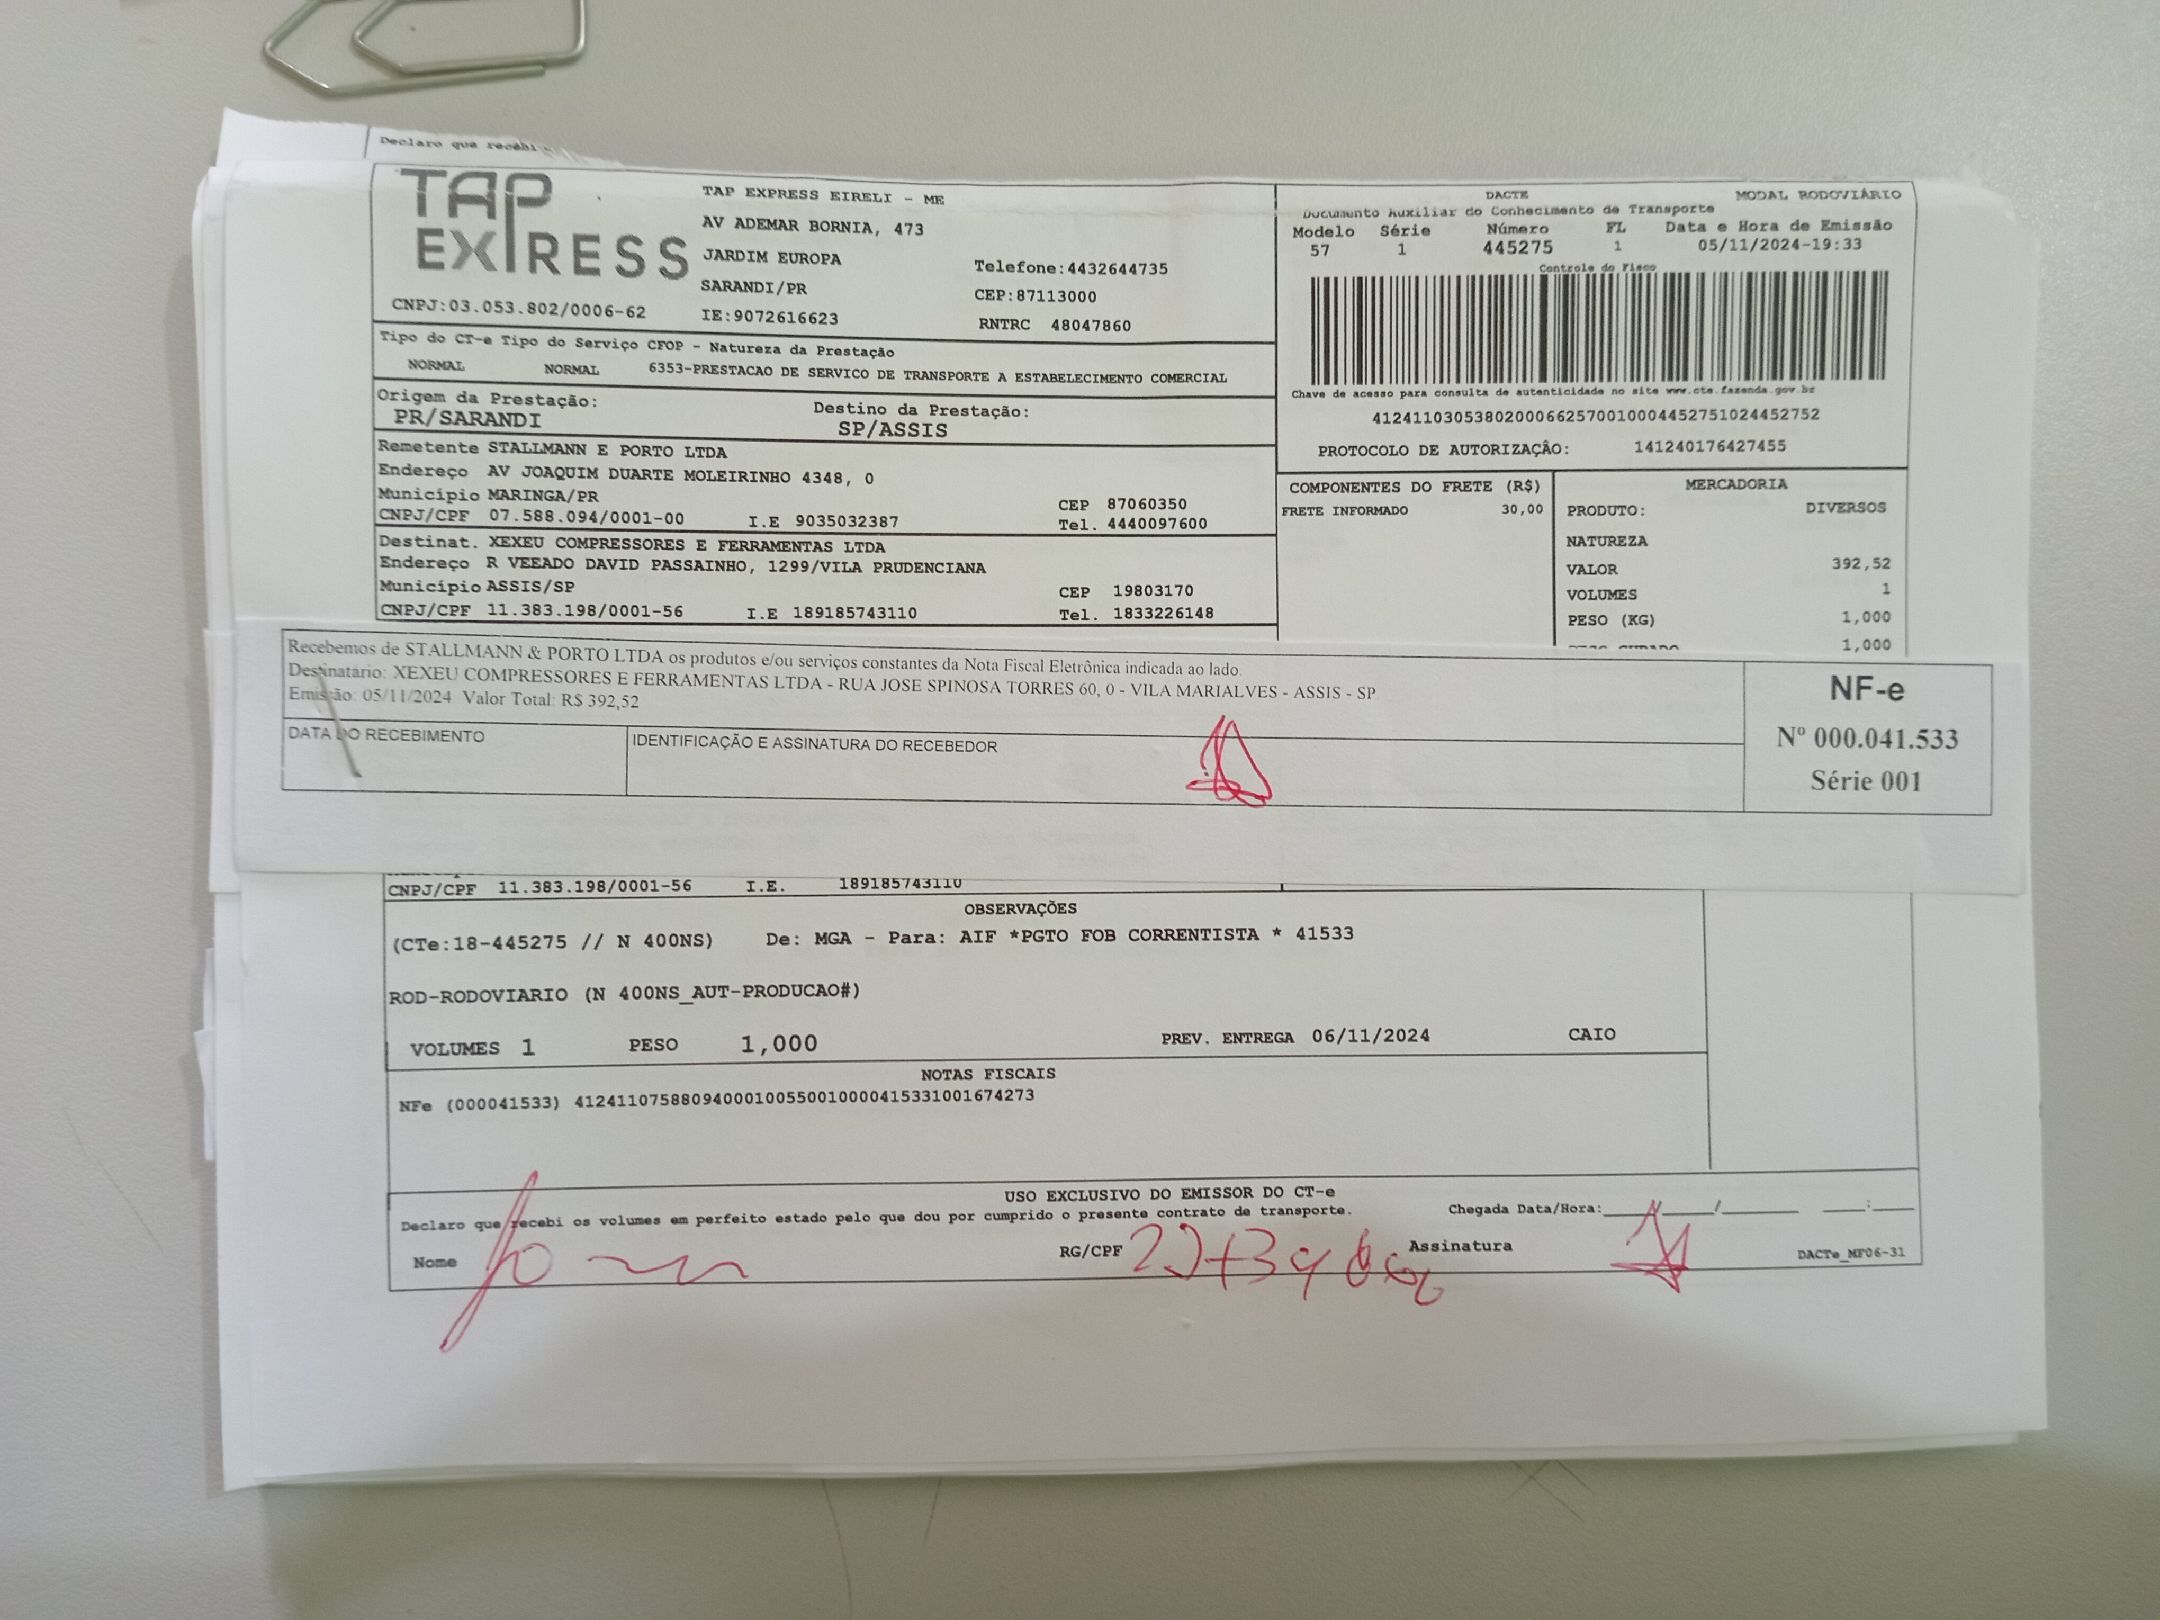 Declaro que recebi
TAP EXPRESS
TAP EXPRESS EIRELI - ME
AV ADEMAR BORNIA, 473
JARDIM EUROPA
Telefone:4432644735
SARANDI/PR
CEP:87113000
CNPJ:03.053.802/0006-62
IE:9072616623
RNTRC 48047860
DACTE MODAL RODOVIÁRIO
Documento Auxiliar do Conhecimento de Transporte
Modelo Série Número FL Data e Hora de Emissão
57 1 445275 1 05/11/2024-19:33
Controle do Fisco
Chave de acesso para consulta de autenticidade no site www.cte.fazenda.gov.br
41241103053802000662570010004452751024452752
PROTOCOLO DE AUTORIZAÇÃO: 141240176427455
Tipo do CT-e Tipo do Serviço CFOP - Natureza da Prestação
NORMAL NORMAL 6353-PRESTACAO DE SERVICO DE TRANSPORTE A ESTABELECIMENTO COMERCIAL
Origem da Prestação: Destino da Prestação:
PR/SARANDI SP/ASSIS
Remetente STALLMANN E PORTO LTDA
Endereço AV JOAQUIM DUARTE MOLEIRINHO 4348, 0
Município MARINGA/PR CEP 87060350
CNPJ/CPF 07.588.094/0001-00 I.E 9035032387 Tel. 4440097600
Destinat. XEXEU COMPRESSORES E FERRAMENTAS LTDA
Endereço R VEEADO DAVID PASSAINHO, 1299/VILA PRUDENCIANA
Município ASSIS/SP CEP 19803170
CNPJ/CPF 11.383.198/0001-56 I.E 189185743110 Tel. 1833226148
COMPONENTES DO FRETE (R$)
FRETE INFORMADO 30,00
MERCADORIA
PRODUTO: DIVERSOS
NATUREZA
VALOR 392,52
VOLUMES 1
PESO (KG) 1,000
1,000
Recebemos de STALLMANN & PORTO LTDA os produtos e/ou serviços constantes da Nota Fiscal Eletrônica indicada ao lado.
Destinatário: XEXEU COMPRESSORES E FERRAMENTAS LTDA - RUA JOSE SPINOSA TORRES 60, 0 - VILA MARIALVES - ASSIS - SP
Emissão: 05/11/2024 Valor Total: R$ 392,52
DATA DO RECEBIMENTO
IDENTIFICAÇÃO E ASSINATURA DO RECEBEDOR
NF-e
Nº 000.041.533
Série 001
CNPJ/CPF 11.383.198/0001-56 I.E. 189185743110
OBSERVAÇÕES
(CTe:18-445275 // N 400NS) De: MGA - Para: AIF *PGTO FOB CORRENTISTA * 41533
ROD-RODOVIARIO (N 400NS_AUT-PRODUCAO#)
VOLUMES 1 PESO 1,000 PREV. ENTREGA 06/11/2024 CAIO
NOTAS FISCAIS
NFe (000041533) 41241107588094000100550010000415331001674273
USO EXCLUSIVO DO EMISSOR DO CT-e
Declaro que recebi os volumes em perfeito estado pelo que dou por cumprido o presente contrato de transporte. Chegada Data/Hora:____/____/____ ____:____
Nome RG/CPF Assinatura DACTe_MF06-31